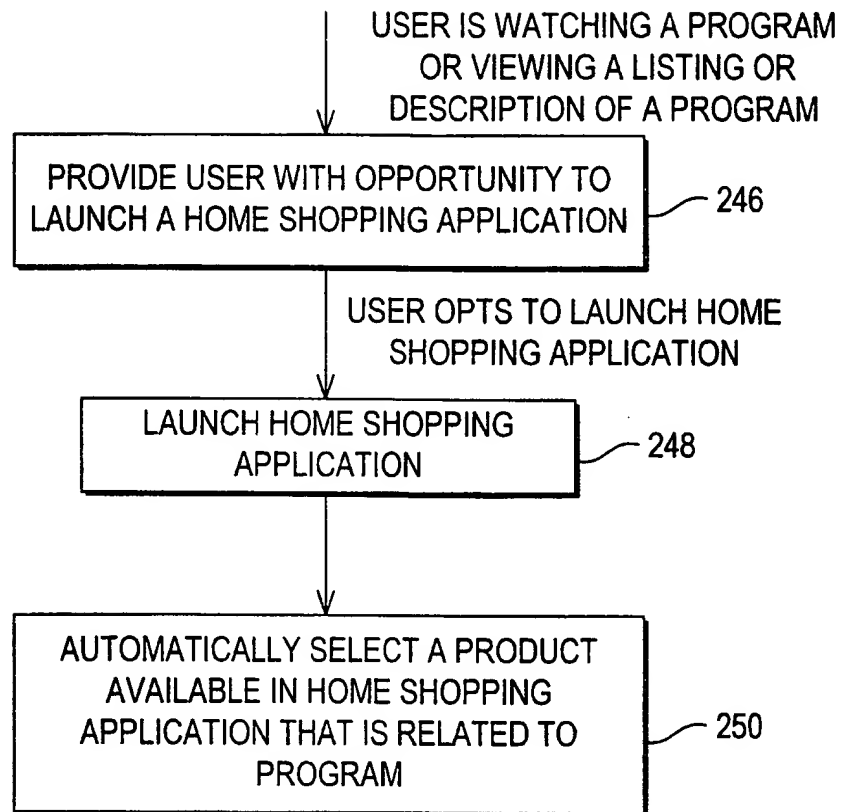 USER IS WATCHING A PROGRAM
OR VIEWING A LISTING OR
DESCRIPTION OF A PROGRAM
PROVIDE USER WITH OPPORTUNITY TO
LAUNCH A HOME SHOPPING APPLICATION
246
USER OPTS TO LAUNCH HOME
SHOPPING APPLICATION
LAUNCH HOME SHOPPING
APPLICATION
248
AUTOMATICALLY SELECT A PRODUCT
AVAILABLE IN HOME SHOPPING
APPLICATION THAT IS RELATED TO
PROGRAM
250